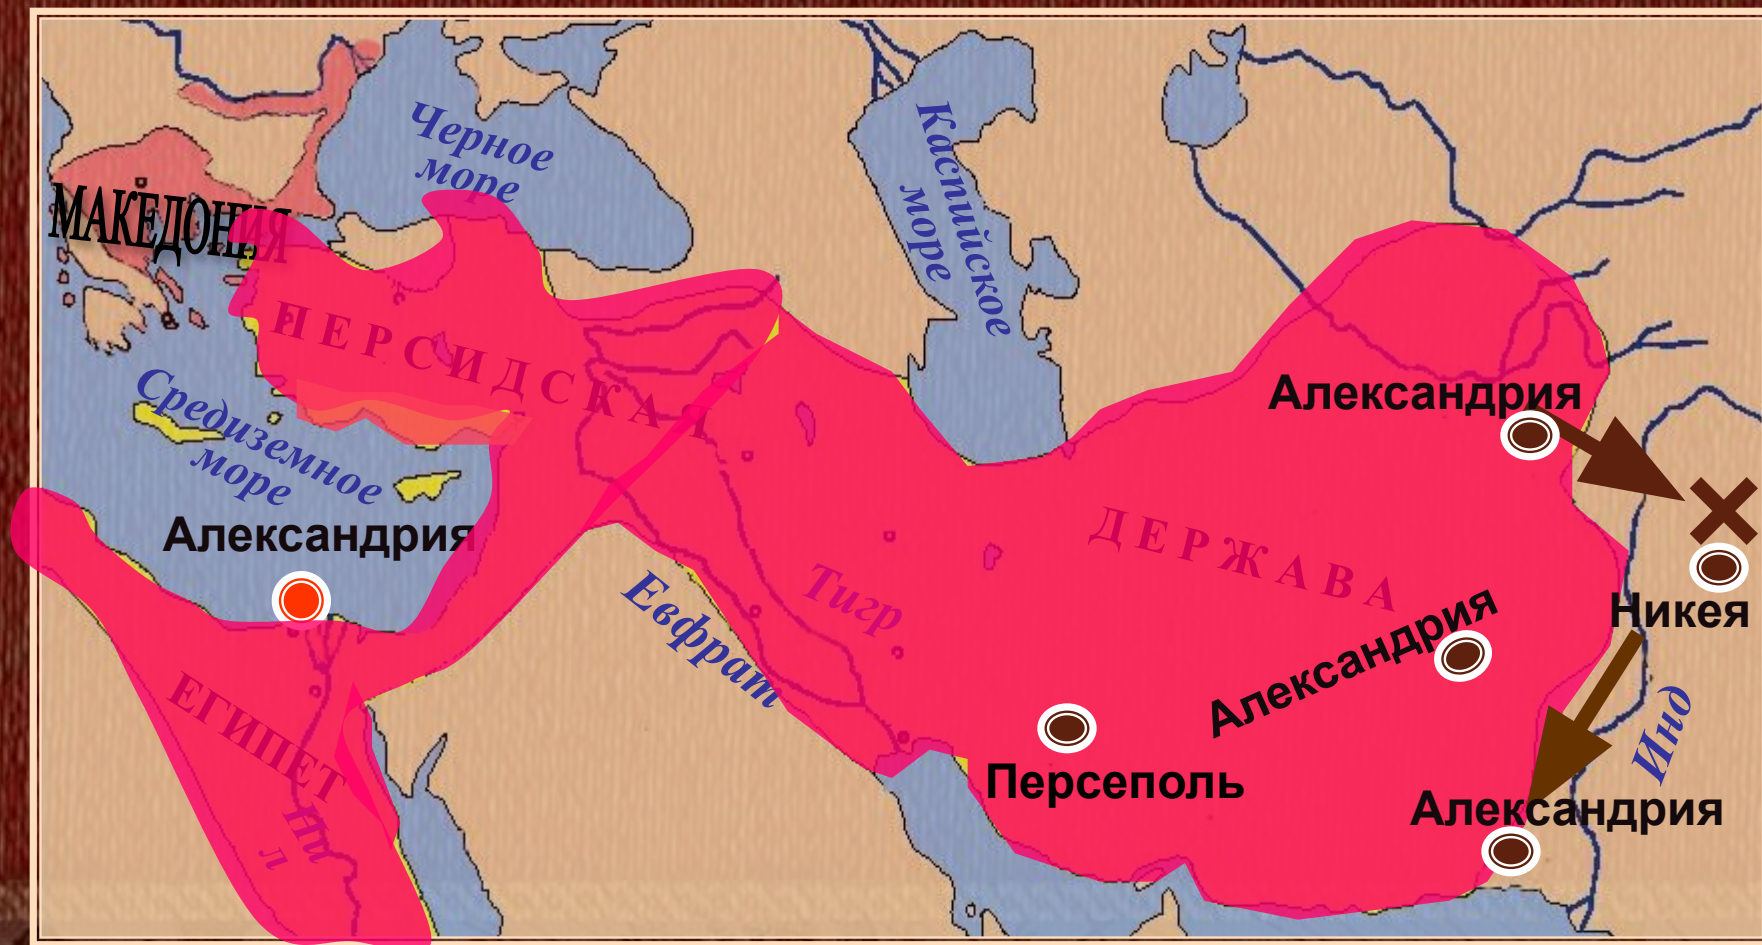 Черное
море
Каспийское
море
МАКЕДОНИЯ
ПЕРСИДСКАЯ
Средиземное
море
Александрия
Александрия
ДЕРЖАВА
Евфрат
Тигр
Никея
Александрия
ЕГИПЕТ
Инд
Персеполь
Александрия
Ни
л